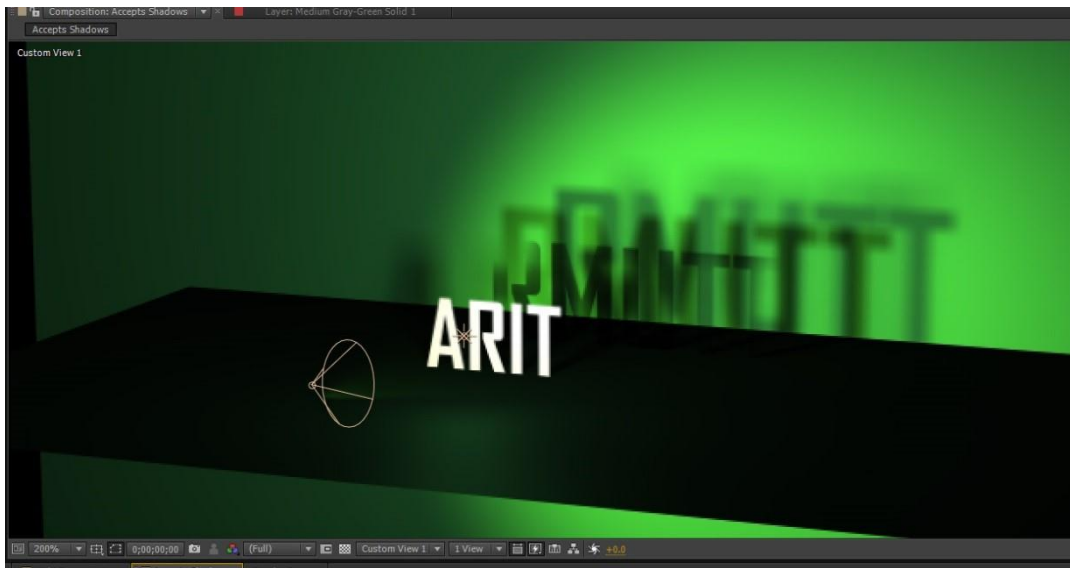 Composition: Accepts Shadows
Layer: Medium Gray-Green Solid 1
Accepts Shadows
Custom View 1
ARIT
200%
0;00;00;00
(Full)
Custom View 1
1 View
+0.0